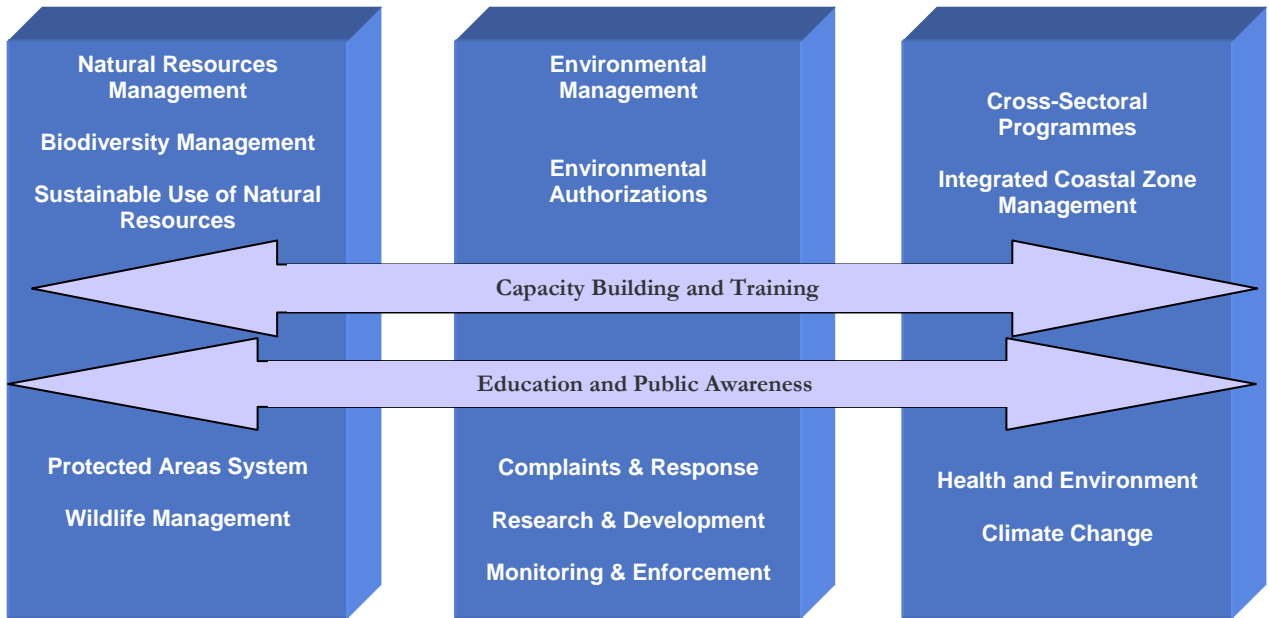 Natural Resources
Management
Biodiversity Management
Sustainable Use of Natural
Resources
Environmental
Management
Environmental
Authorizations
Cross-Sectoral
Programmes
Integrated Coastal Zone
Management
Capacity Building and Training
Education and Public Awareness
Protected Areas System
Wildlife Management
Complaints & Response
Research & Development
Monitoring & Enforcement
Health and Environment
Climate Change